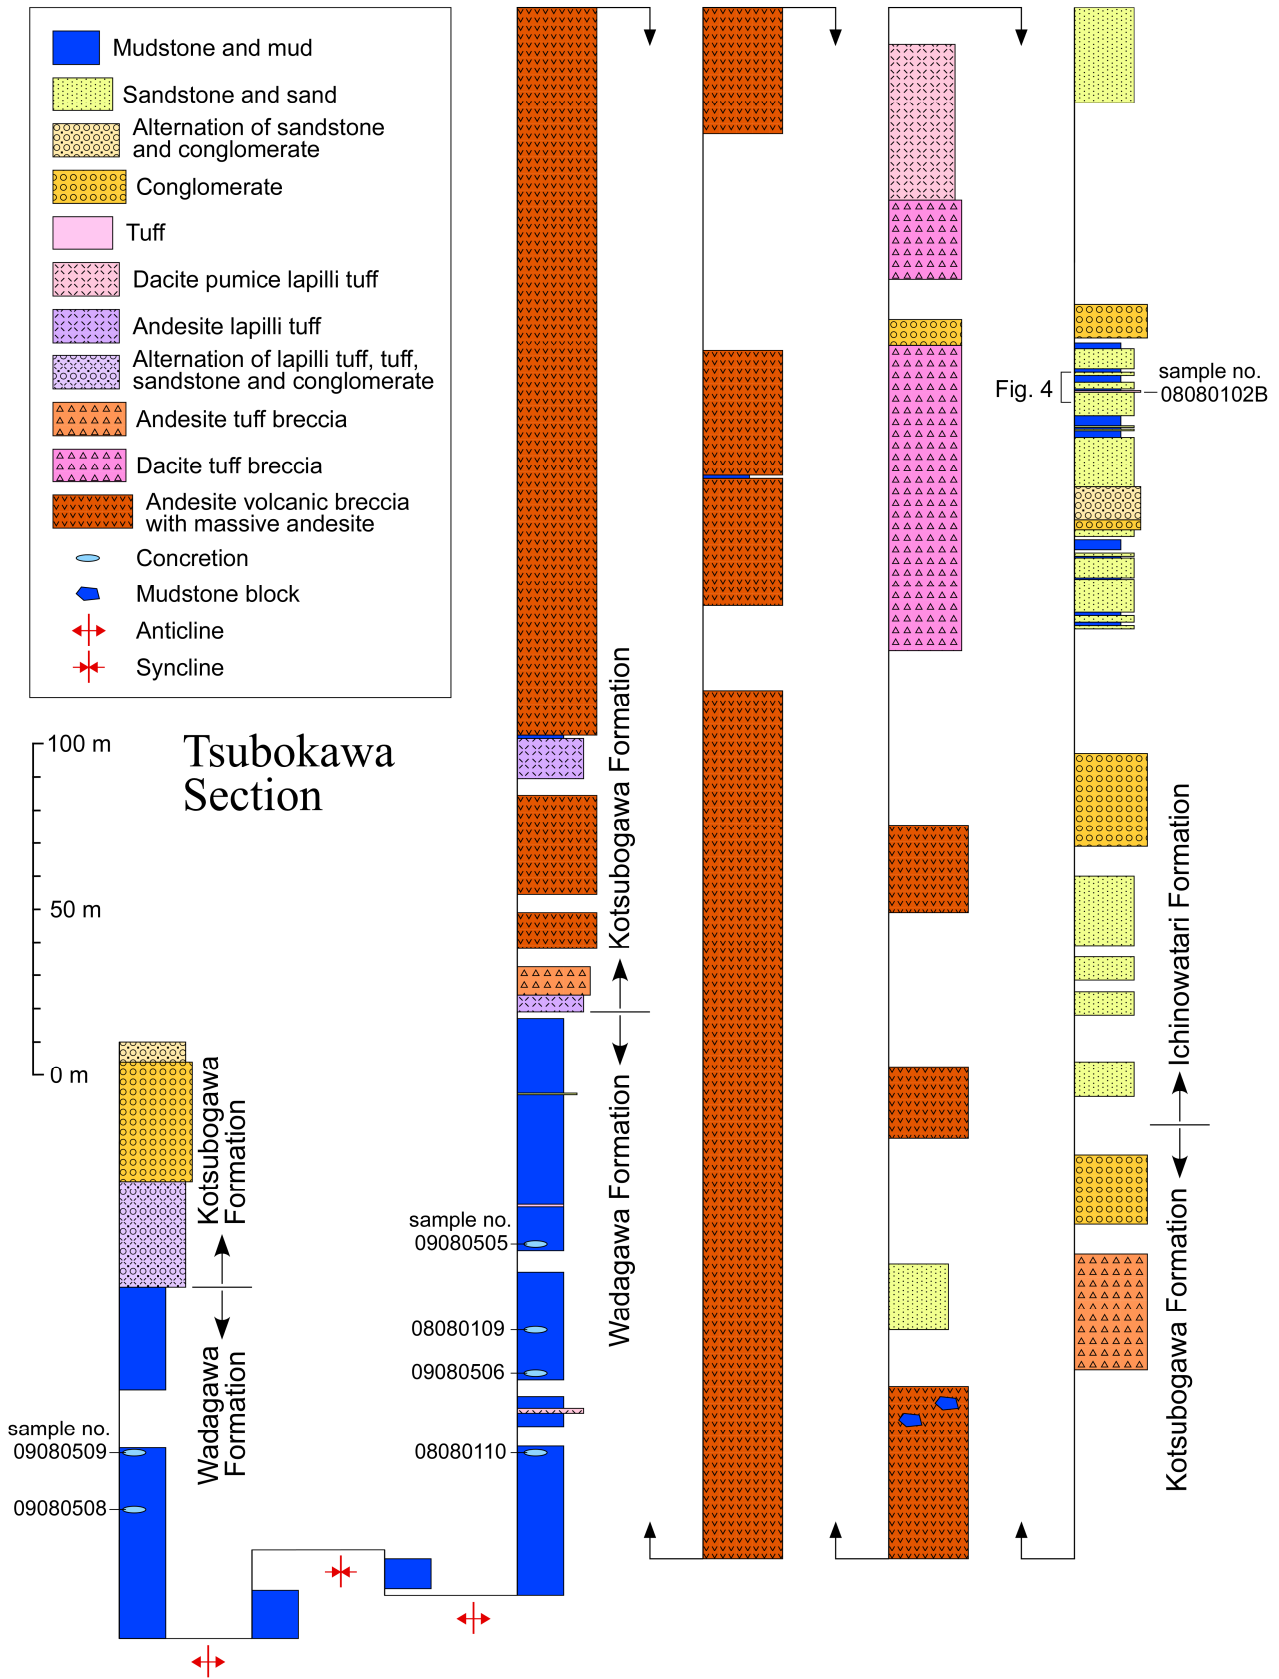 Mudstone and mud
Sandstone and sand
Alternation of sandstone
and conglomerate
Conglomerate
Tuff
Dacite pumice lapilli tuff
Andesite lapilli tuff
Alternation of lapilli tuff, tuff,
sandstone and conglomerate
Andesite tuff breccia
Dacite tuff breccia
Andesite volcanic breccia
with massive andesite
Concretion
Mudstone block
Anticline
Syncline
Tsubokawa
Section
100 m
50 m
0 m
Kotsubogawa
Formation
Wadagawa
Formation
sample no.
09080509
09080508
sample no.
09080505
08080109
09080506
08080110
Kotsubogawa Formation
Wadagawa Formation
Fig. 4
sample no.
08080102B
Ichinowatari Formation
Kotsubogawa Formation